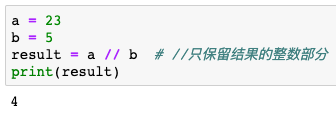 a = 23
b = 5
result = a // b  # //只保留结果的整数部分
print(result)
4